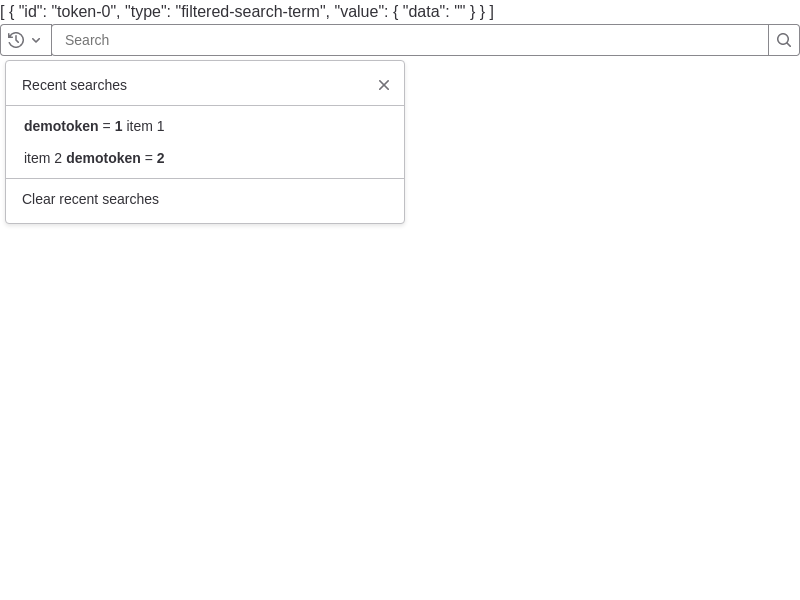 [ { "id": "token-0", "type": "filtered-search-term", "value": { "data": "" } } ]
Search
Recent searches
demotoken = 1 item 1
item 2 demotoken = 2
Clear recent searches